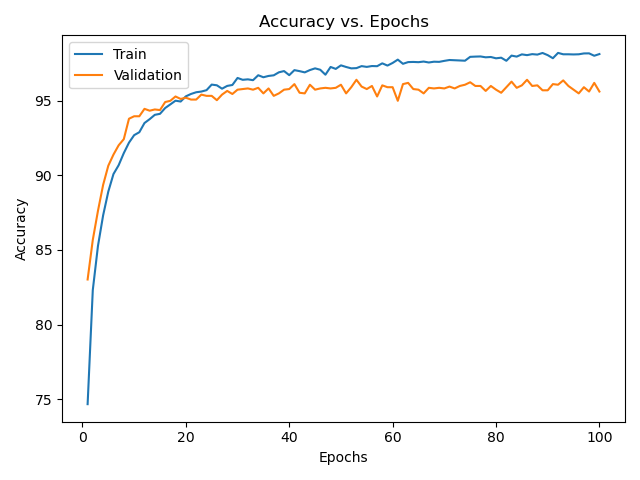 Accuracy vs. Epochs
Train
Validation
Accuracy
95
90
85
80
75
0 20 40 60 80 100
Epochs